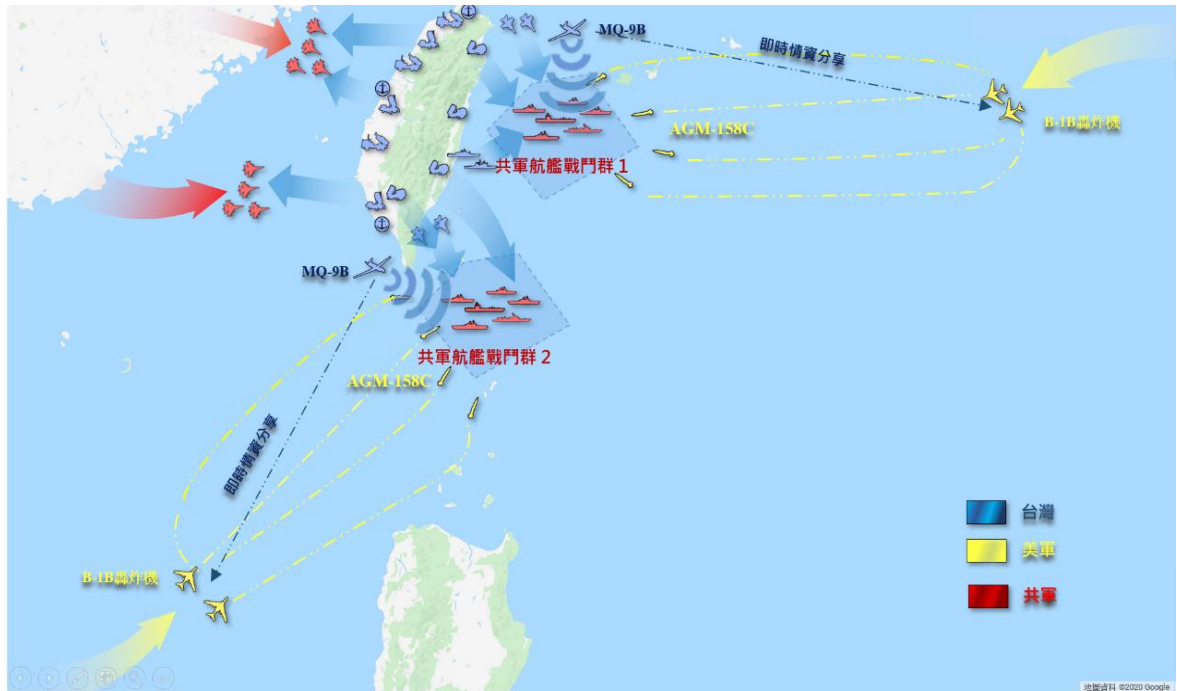 MQ-9B
即時情資分享
B-1B轟炸機
AGM-158C
共軍航艦戰鬥群 1
MQ-9B
共軍航艦戰鬥群 2
AGM-158C
即時情資分享
B-1B轟炸機
台灣
美軍
共軍
地圖資料 ©2020 Google